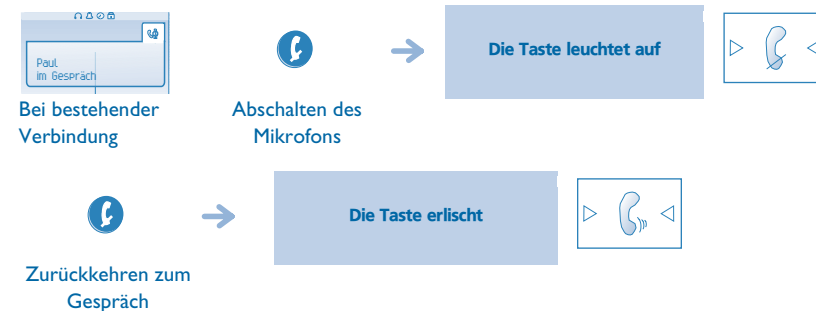 Paul
im Gespräch
Bei bestehender
Verbindung
Abschalten des
Mikrofons
Die Taste leuchtet auf
Die Taste erlischt
Zurückkehren zum
Gespräch